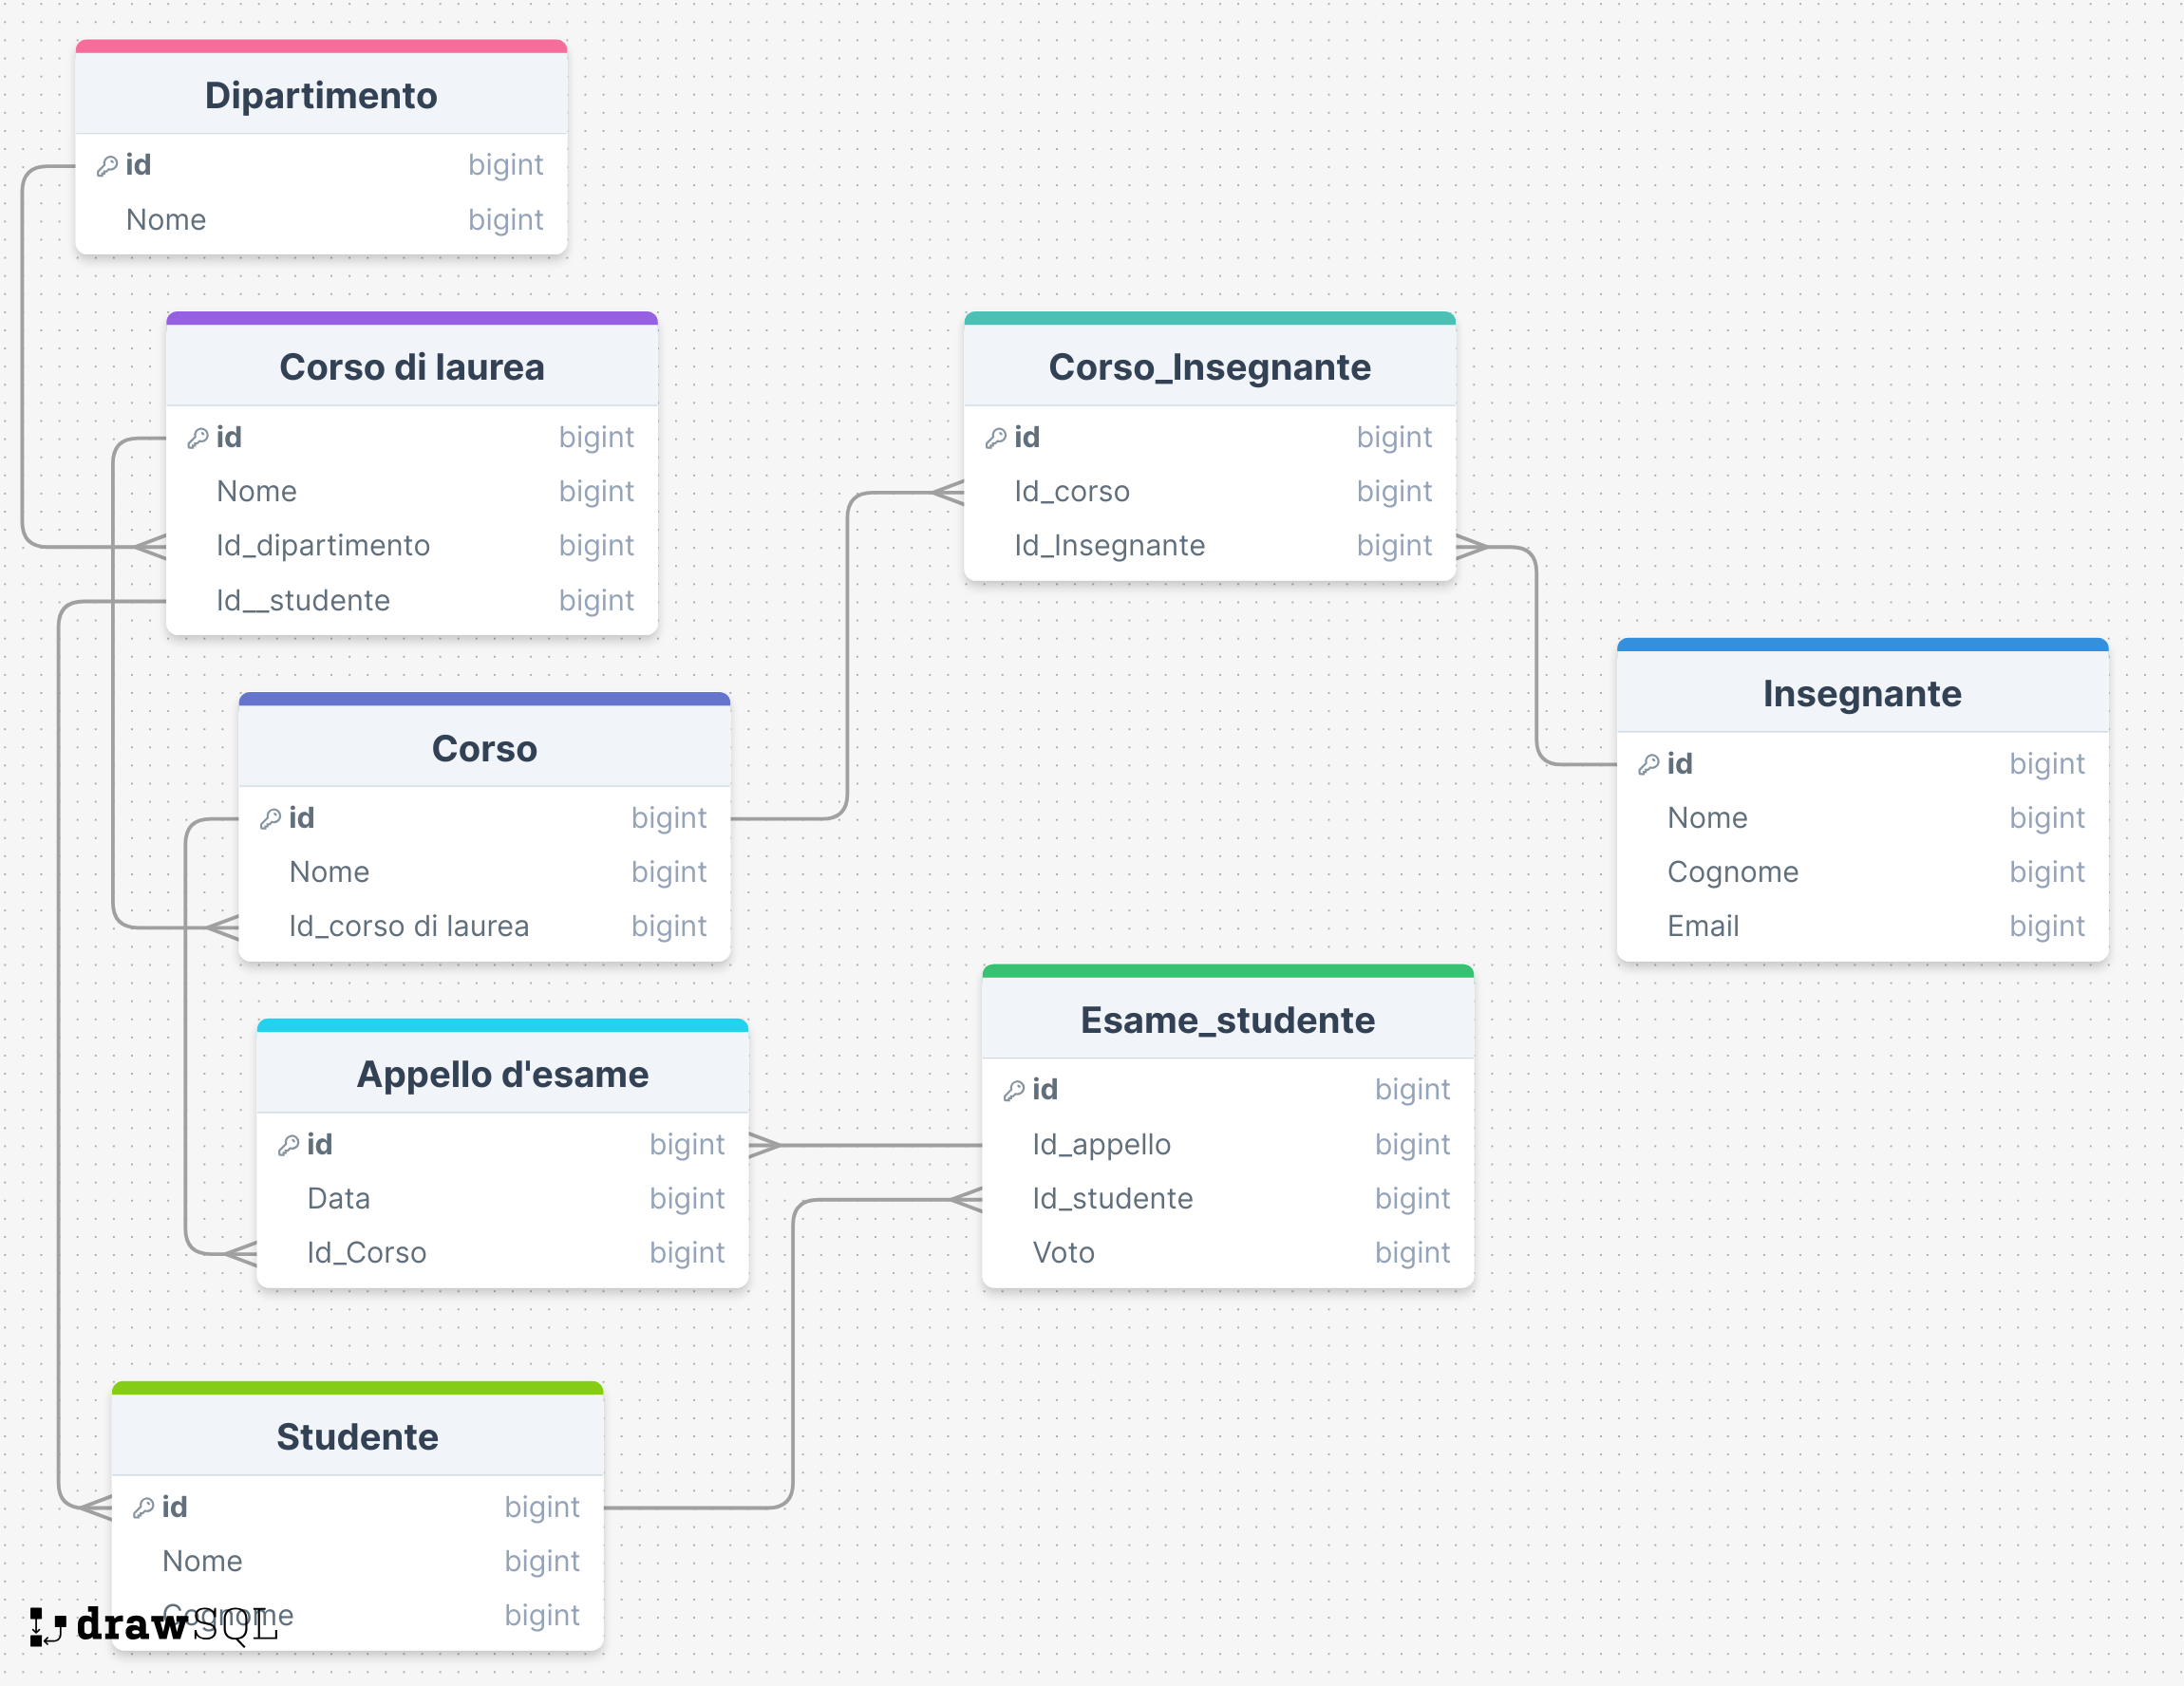 Dipartimento
id bigint
Nome bigint
Corso di laurea
id bigint
Nome bigint
Id_dipartimento bigint
Id__studente bigint
Corso_Insegnante
id bigint
Id_corso bigint
Id_Insegnante bigint
Insegnante
id bigint
Nome bigint
Cognome bigint
Email bigint
Corso
id bigint
Nome bigint
Id_corso di laurea bigint
Esame_studente
id bigint
Id_appello bigint
Id_studente bigint
Voto bigint
Appello d'esame
id bigint
Data bigint
Id_Corso bigint
Studente
id bigint
Nome bigint
Cognome bigint
drawSQL